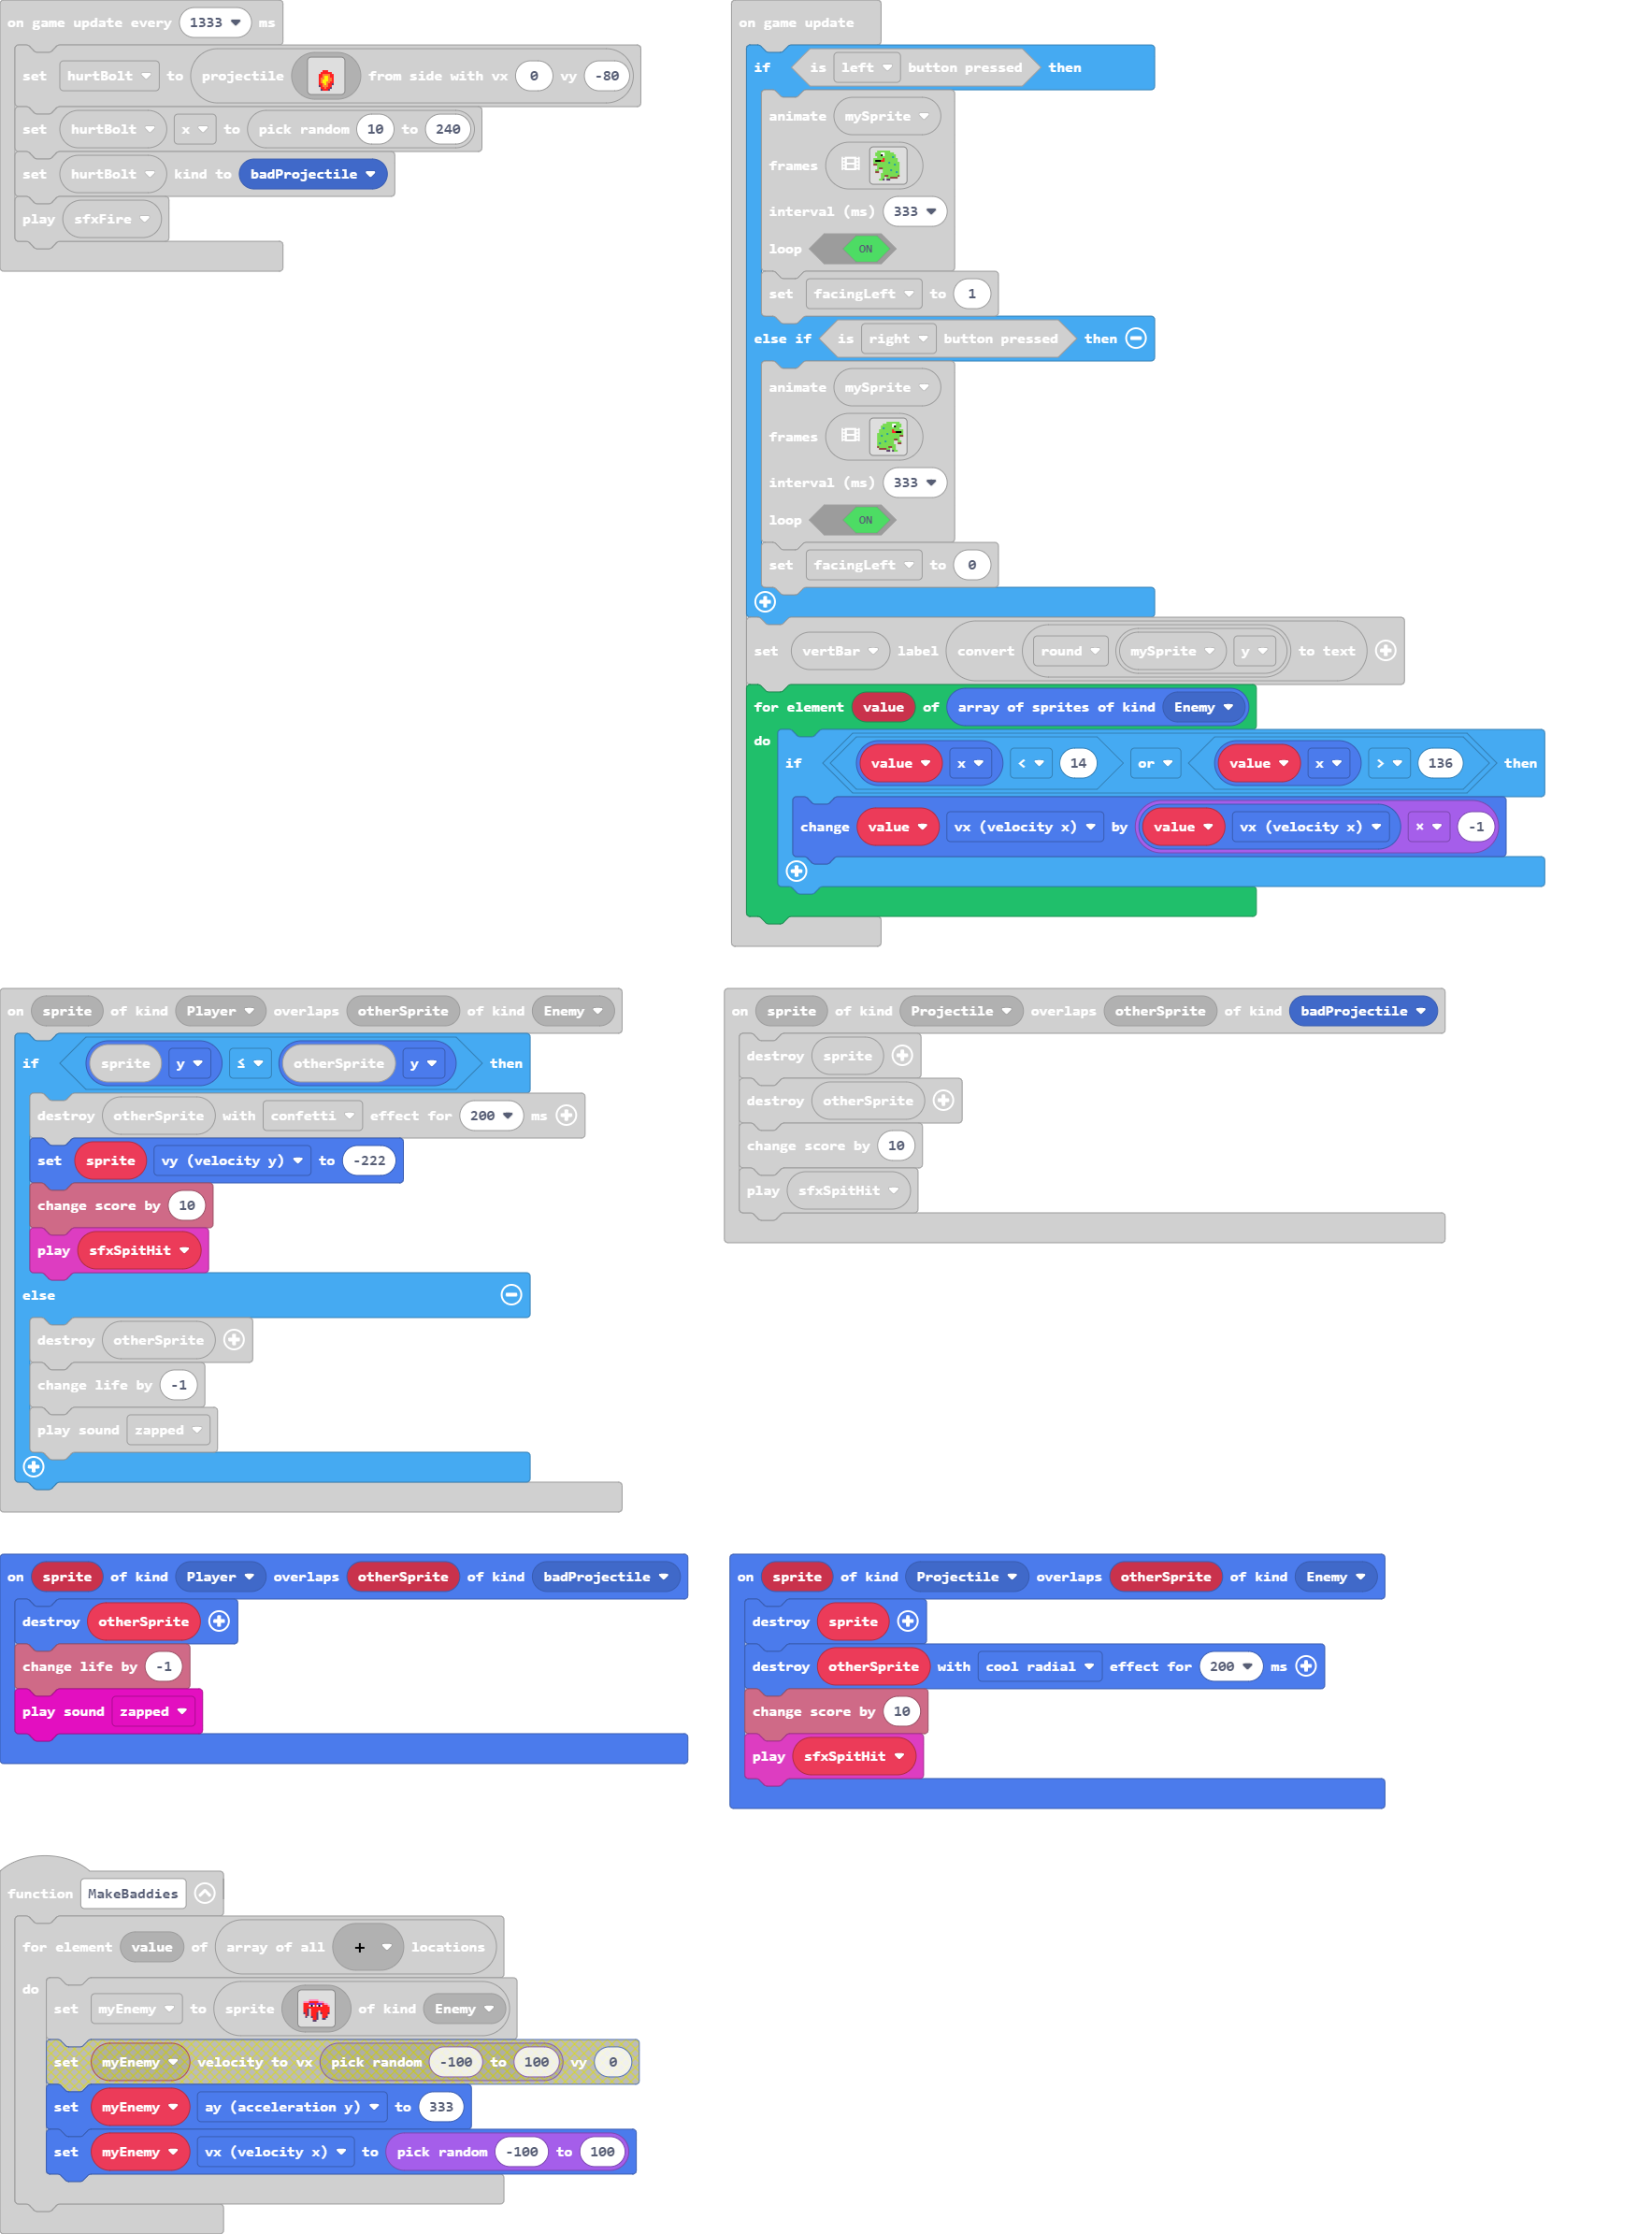 on game update every 1333 ms
set hurtBolt to projectile from side with vx 0 vy -80
set hurtBolt x to pick random 10 to 240
set hurtBolt kind to badProjectile
play sfxFire
on game update
if is left button pressed then
animate mySprite
frames
interval (ms) 333
loop ON
set facingLeft to 1
else if is right button pressed then
animate mySprite
frames
interval (ms) 333
loop ON
set facingLeft to 0
set vertBar label convert round mySprite y to text
for element value of array of sprites of kind Enemy
do
if value x < 14 or value x > 136 then
change value vx (velocity x) by value vx (velocity x) × -1
on sprite of kind Player overlaps otherSprite of kind Enemy
if sprite y ≤ otherSprite y then
destroy otherSprite with confetti effect for 200 ms
set sprite vy (velocity y) to -222
change score by 10
play sfxSpitHit
else
destroy otherSprite
change life by -1
play sound zapped
on sprite of kind Projectile overlaps otherSprite of kind badProjectile
destroy sprite
destroy otherSprite
change score by 10
play sfxSpitHit
on sprite of kind Player overlaps otherSprite of kind badProjectile
destroy otherSprite
change life by -1
play sound zapped
on sprite of kind Projectile overlaps otherSprite of kind Enemy
destroy sprite
destroy otherSprite with cool radial effect for 200 ms
change score by 10
play sfxSpitHit
function MakeBaddies
for element value of array of all + locations
do
set myEnemy to sprite of kind Enemy
set myEnemy velocity to vx pick random -100 to 100 vy 0
set myEnemy ay (acceleration y) to 333
set myEnemy vx (velocity x) to pick random -100 to 100